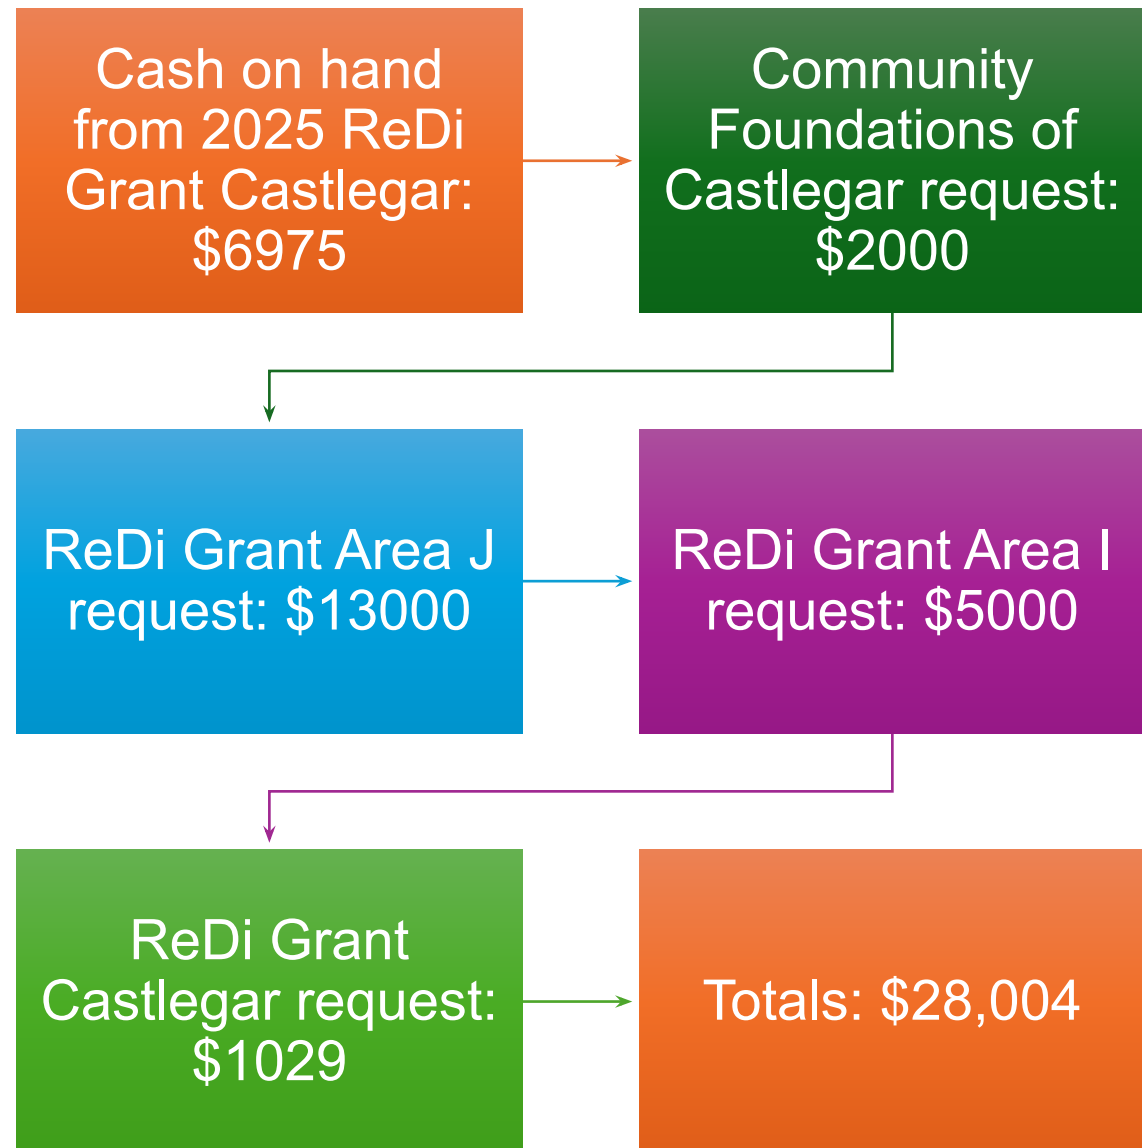 Cash on hand
from 2025 ReDi
Grant Castlegar:
$6975
Community
Foundations of
Castlegar request:
$2000
ReDi Grant Area J
request: $13000
ReDi Grant Area I
request: $5000
ReDi Grant
Castlegar request:
$1029
Totals: $28,004